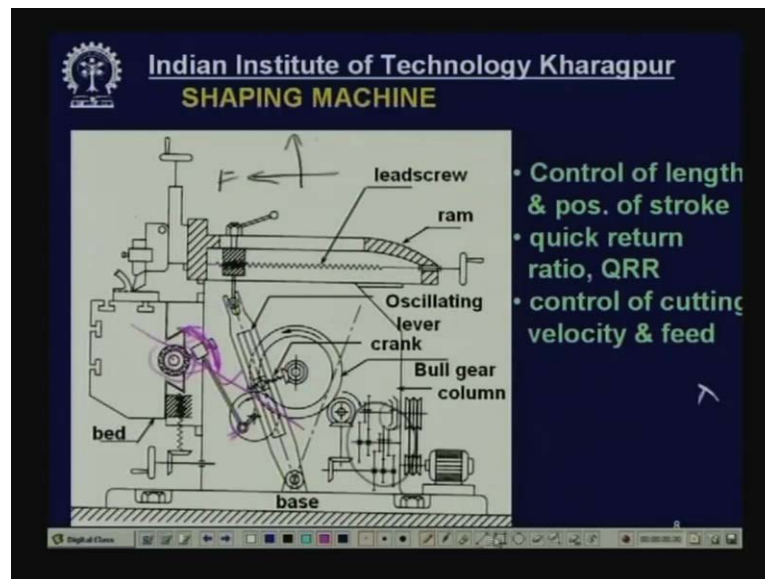 Indian Institute of Technology Kharagpur
SHAPING MACHINE
F
leadscrew
ram
Oscillating
lever
crank
Bull gear
column
bed
base
• Control of length
& pos. of stroke
• quick return
ratio, QRR
• control of cutting
velocity & feed
8
Digital Class